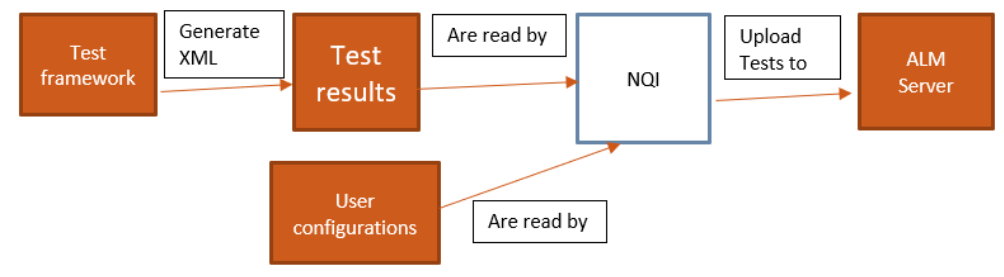 Test
framework
Generate
XML
Test
results
Are read by
NQI
Upload
Tests to
ALM
Server
User
configurations
Are read by